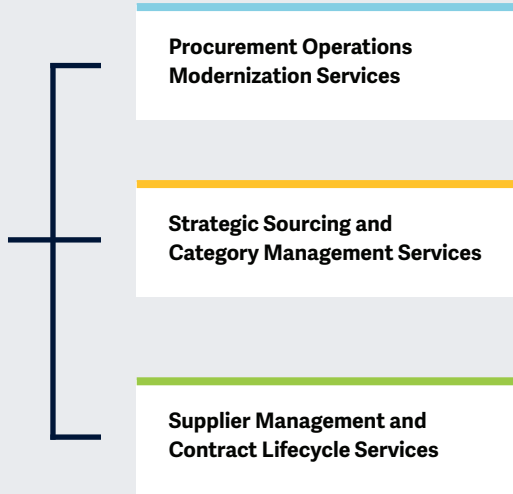 Procurement Operations
Modernization Services
Strategic Sourcing and
Category Management Services
Supplier Management and
Contract Lifecycle Services